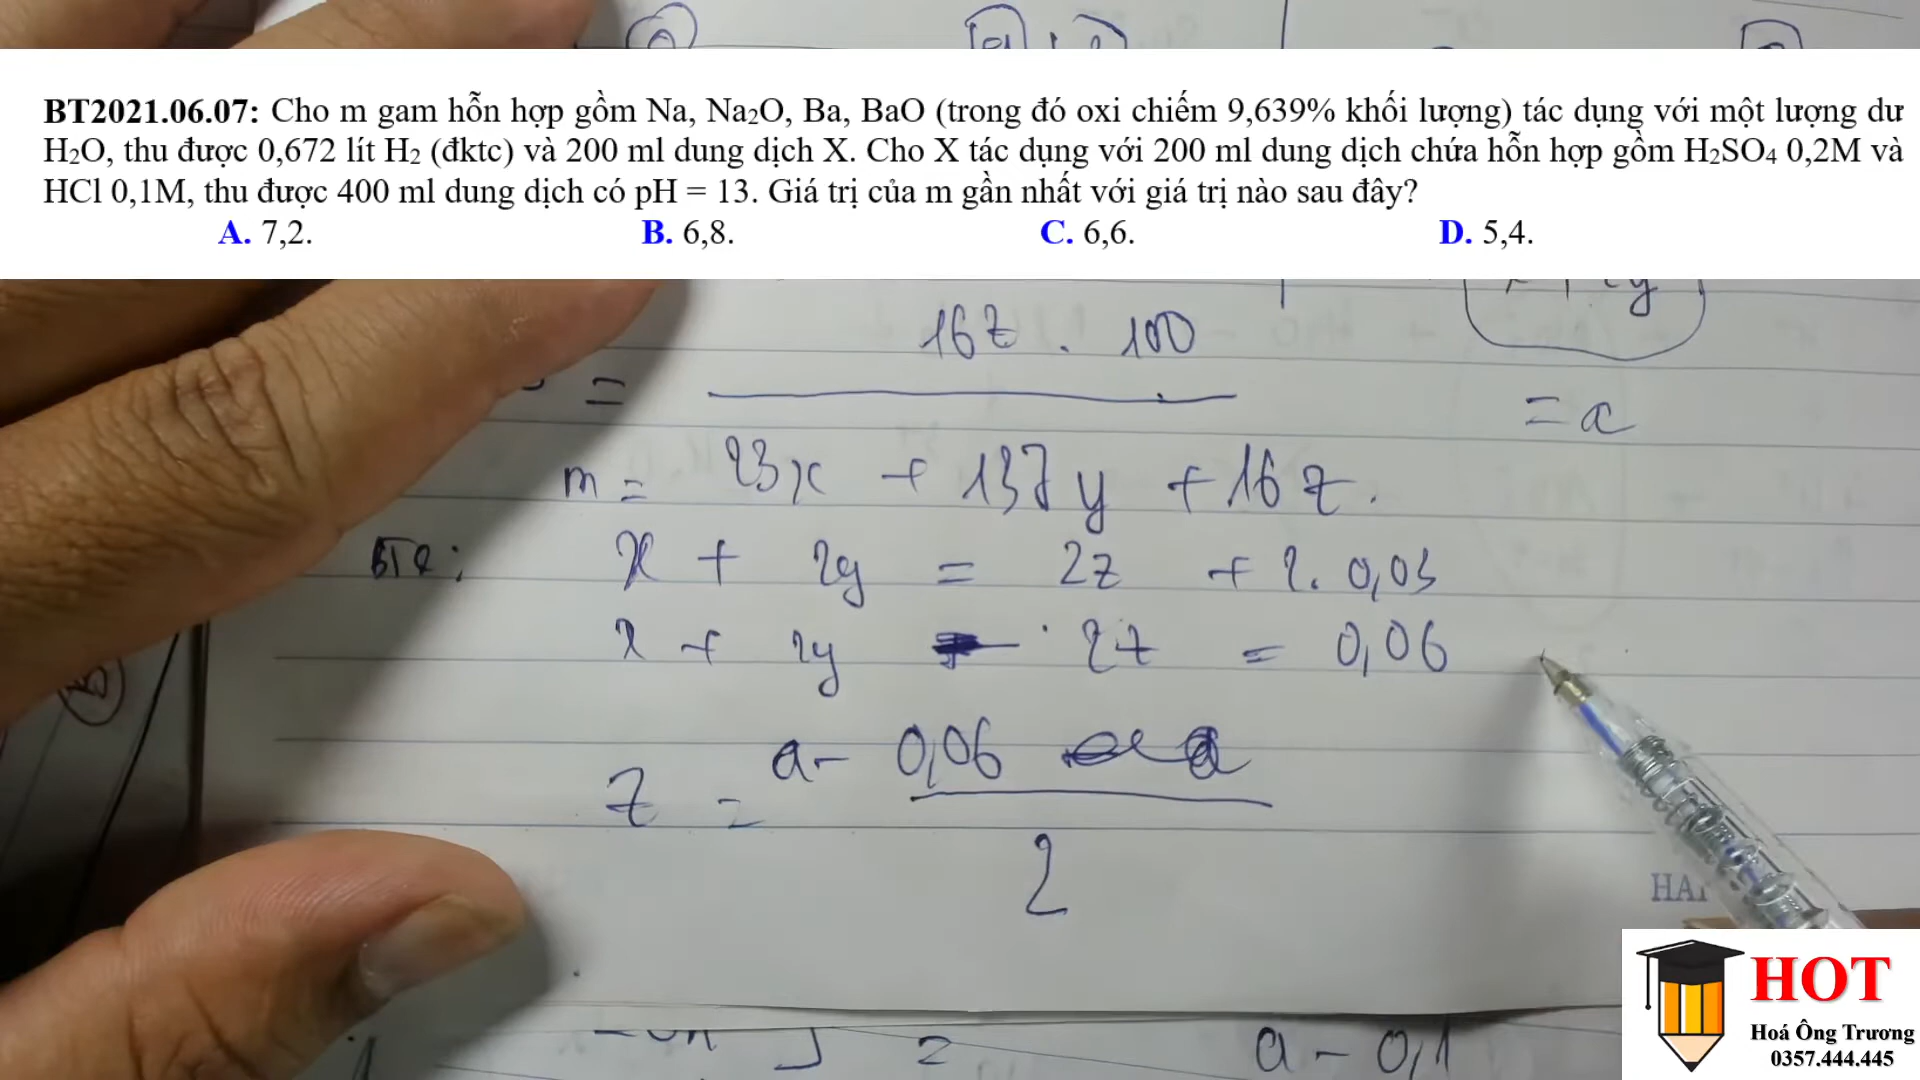 BT2021.06.07: Cho m gam hỗn hợp gồm Na, Na₂O, Ba, BaO (trong đó oxi chiếm 9,639% khối lượng) tác dụng với một lượng dư
H₂O, thu được 0,672 lít H₂ (đktc) và 200 ml dung dịch X. Cho X tác dụng với 200 ml dung dịch chứa hỗn hợp gồm H₂SO₄ 0,2M và
HCl 0,1M, thu được 400 ml dung dịch có pH = 13. Giá trị của m gần nhất với giá trị nào sau đây?
A. 7,2. B. 6,8. C. 6,6. D. 5,4.
16z . 100
=
= a
m = 23x + 137y + 16z.
BTe: x + 2y = 2z + 2. 0,03
x + 2y - 2z = 0,06
z = a - 0,06
2
HAI
a - 0,1
HOT
Hoá Ông Trương
0357.444.445